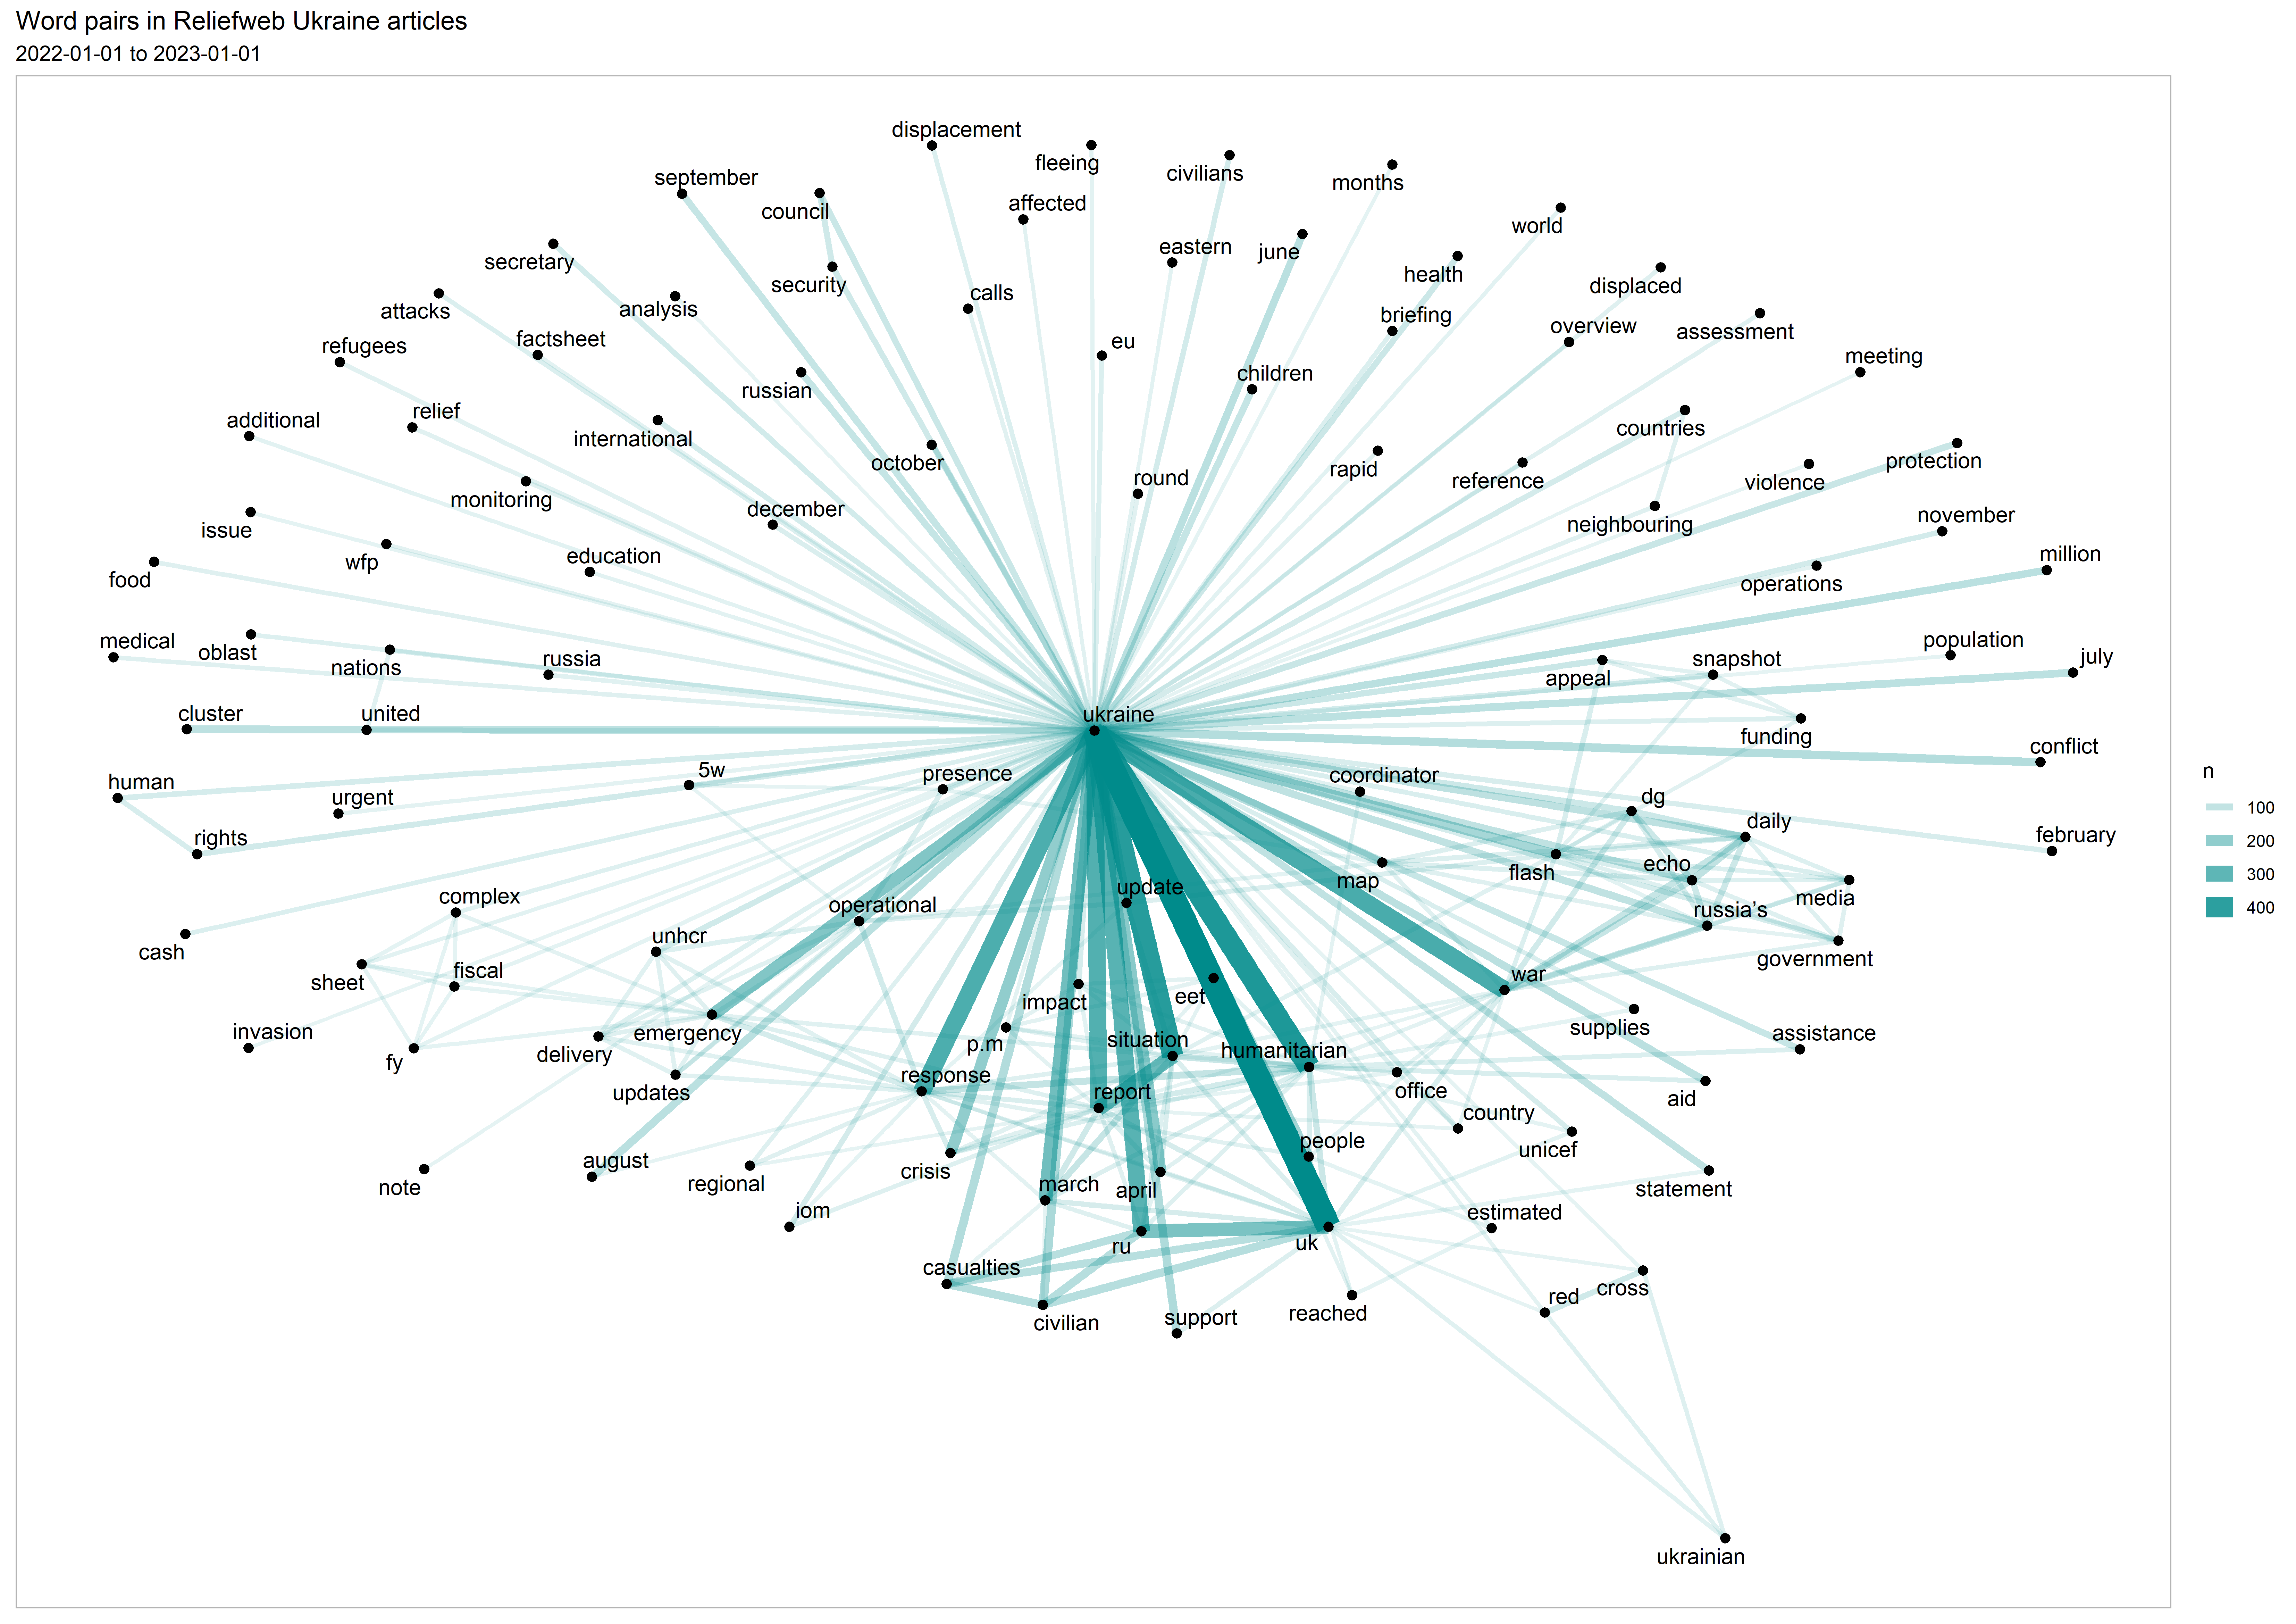 Word pairs in Reliefweb Ukraine articles
2022-01-01 to 2023-01-01
displacement
fleeing
civilians
september
council
affected
months
world
secretary
security
eastern
june
health
displaced
attacks
analysis
calls
briefing
overview
assessment
refugees
factsheet
russian
eu
children
meeting
additional
relief
international
october
countries
protection
monitoring
round
rapid
reference
violence
issue
december
neighbouring
november
food
wfp
education
operations
million
medical
oblast
nations
russia
appeal
snapshot
population
july
cluster
united
ukraine
funding
conflict
human
urgent
5w
presence
coordinator
dg
daily
february
rights
map
flash
echo
media
complex
operational
update
russia's
cash
unhcr
government
sheet
fiscal
war
impact
eet
invasion
emergency
p.m
situation
humanitarian
supplies
assistance
fy
delivery
updates
response
report
office
aid
country
note
august
regional
crisis
march
april
people
unicef
statement
iom
ru
uk
estimated
casualties
civilian
support
reached
red
cross
ukrainian
n
100
200
300
400